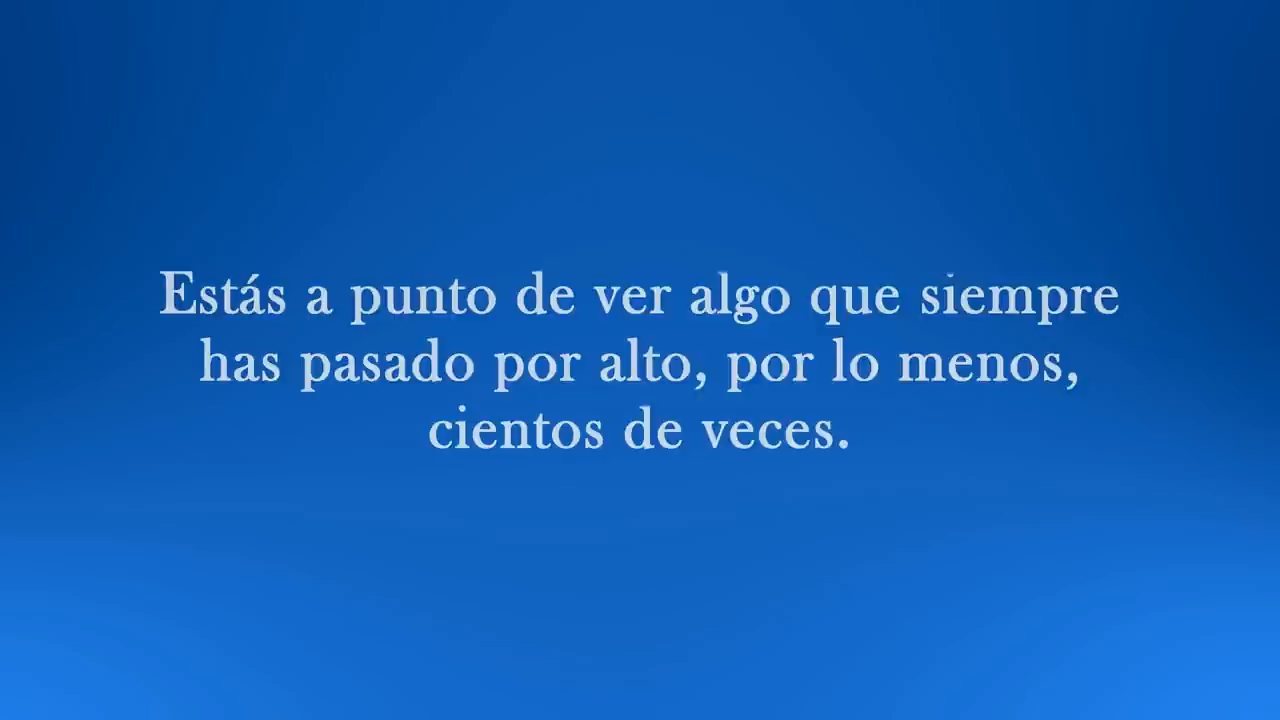 Estás a punto de ver algo que siempre
has pasado por alto, por lo menos,
cientos de veces.